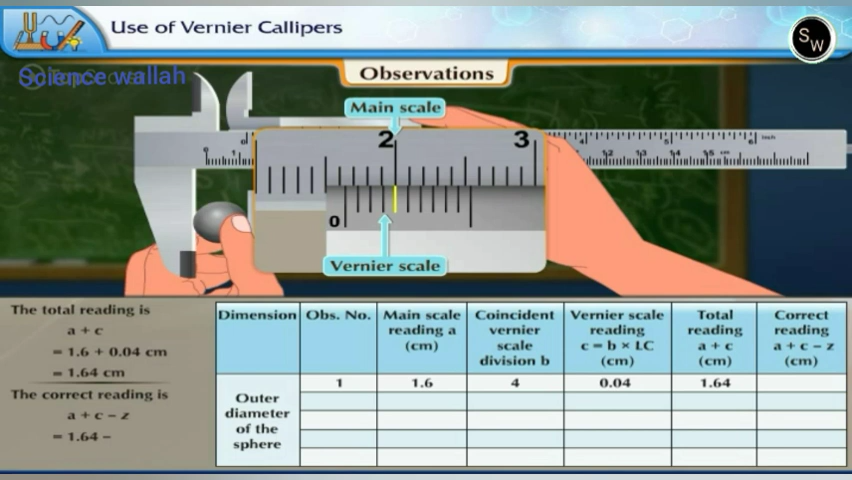 Use of Vernier Callipers
SW
Science wallah
Observations
Main scale
2
3
0
Vernier scale
The total reading is
a + c
= 1.6 + 0.04 cm
= 1.64 cm
The correct reading is
a + c – z
= 1.64 –
Dimension
Obs. No.
Main scale
reading a
(cm)
Coincident
vernier
scale
division b
Vernier scale
reading
c = b × LC
(cm)
Total
reading
a + c
(cm)
Correct
reading
a + c – z
(cm)
Outer
diameter
of the
sphere
1
1.6
4
0.04
1.64